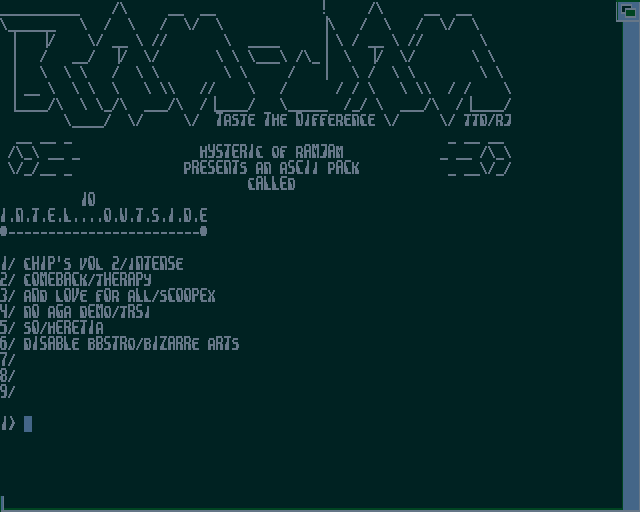 RAM-JAM
TASTE THE DIFFERENCE TTD/RJ
HYSTERIC OF RAMJAM
PRESENTS AN ASCII PACK
CALLED
10
I.N.T.E.L....O.U.T.S.I.D.E
1/ CHIP'S VOL 2/INTENSE
2/ COMEBACK/THERAPY
3/ AND LOVE FOR ALL/SCOOPEX
4/ NO AGA DEMO/TRSI
5/ SO/HERETIA
6/ DISABLE BBSTRO/BIZARRE ARTS
7/
8/
9/
1>